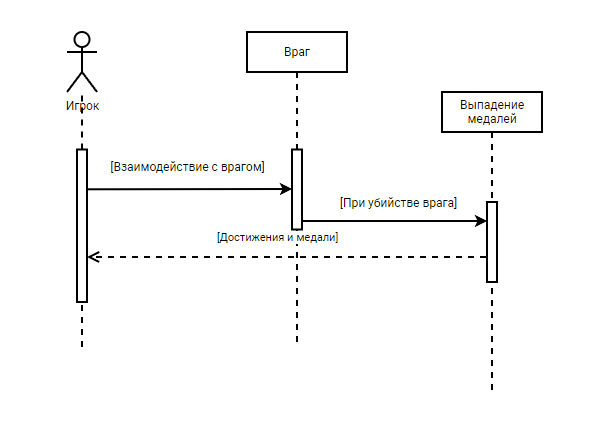 Враг
Игрок
Выпадение
медалей
[Взаимодействие с врагом]
[При убийстве врага]
[Достижения и медали]